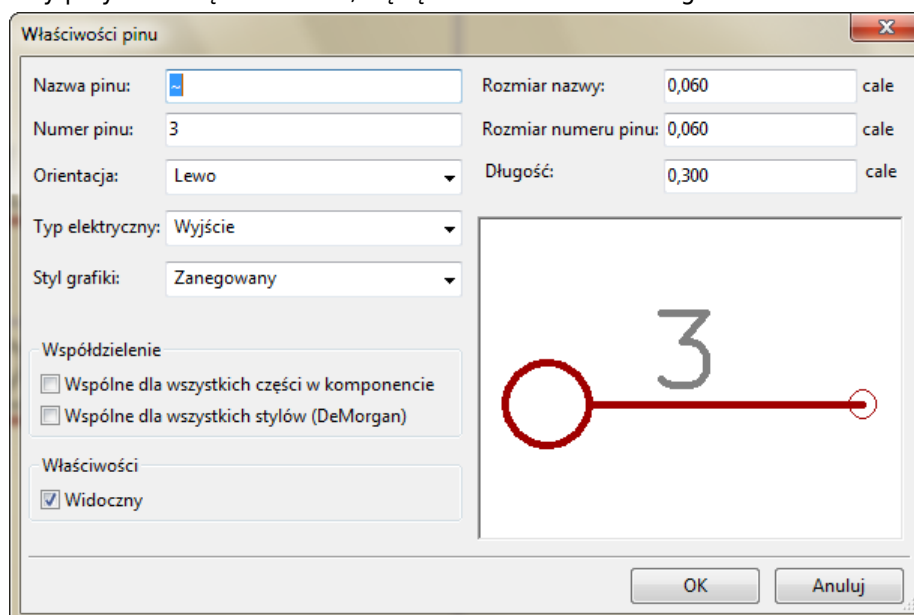 Właściwości pinu
Nazwa pinu: ~ Rozmiar nazwy: 0,060 cale
Numer pinu: 3 Rozmiar numeru pinu: 0,060 cale
Orientacja: Lewo Długość: 0,300 cale
Typ elektryczny: Wyjście
Styl grafiki: Zanegowany
3
Współdzielenie
Wspólne dla wszystkich części w komponencie
Wspólne dla wszystkich stylów (DeMorgan)
Właściwości
Widoczny
OK Anuluj